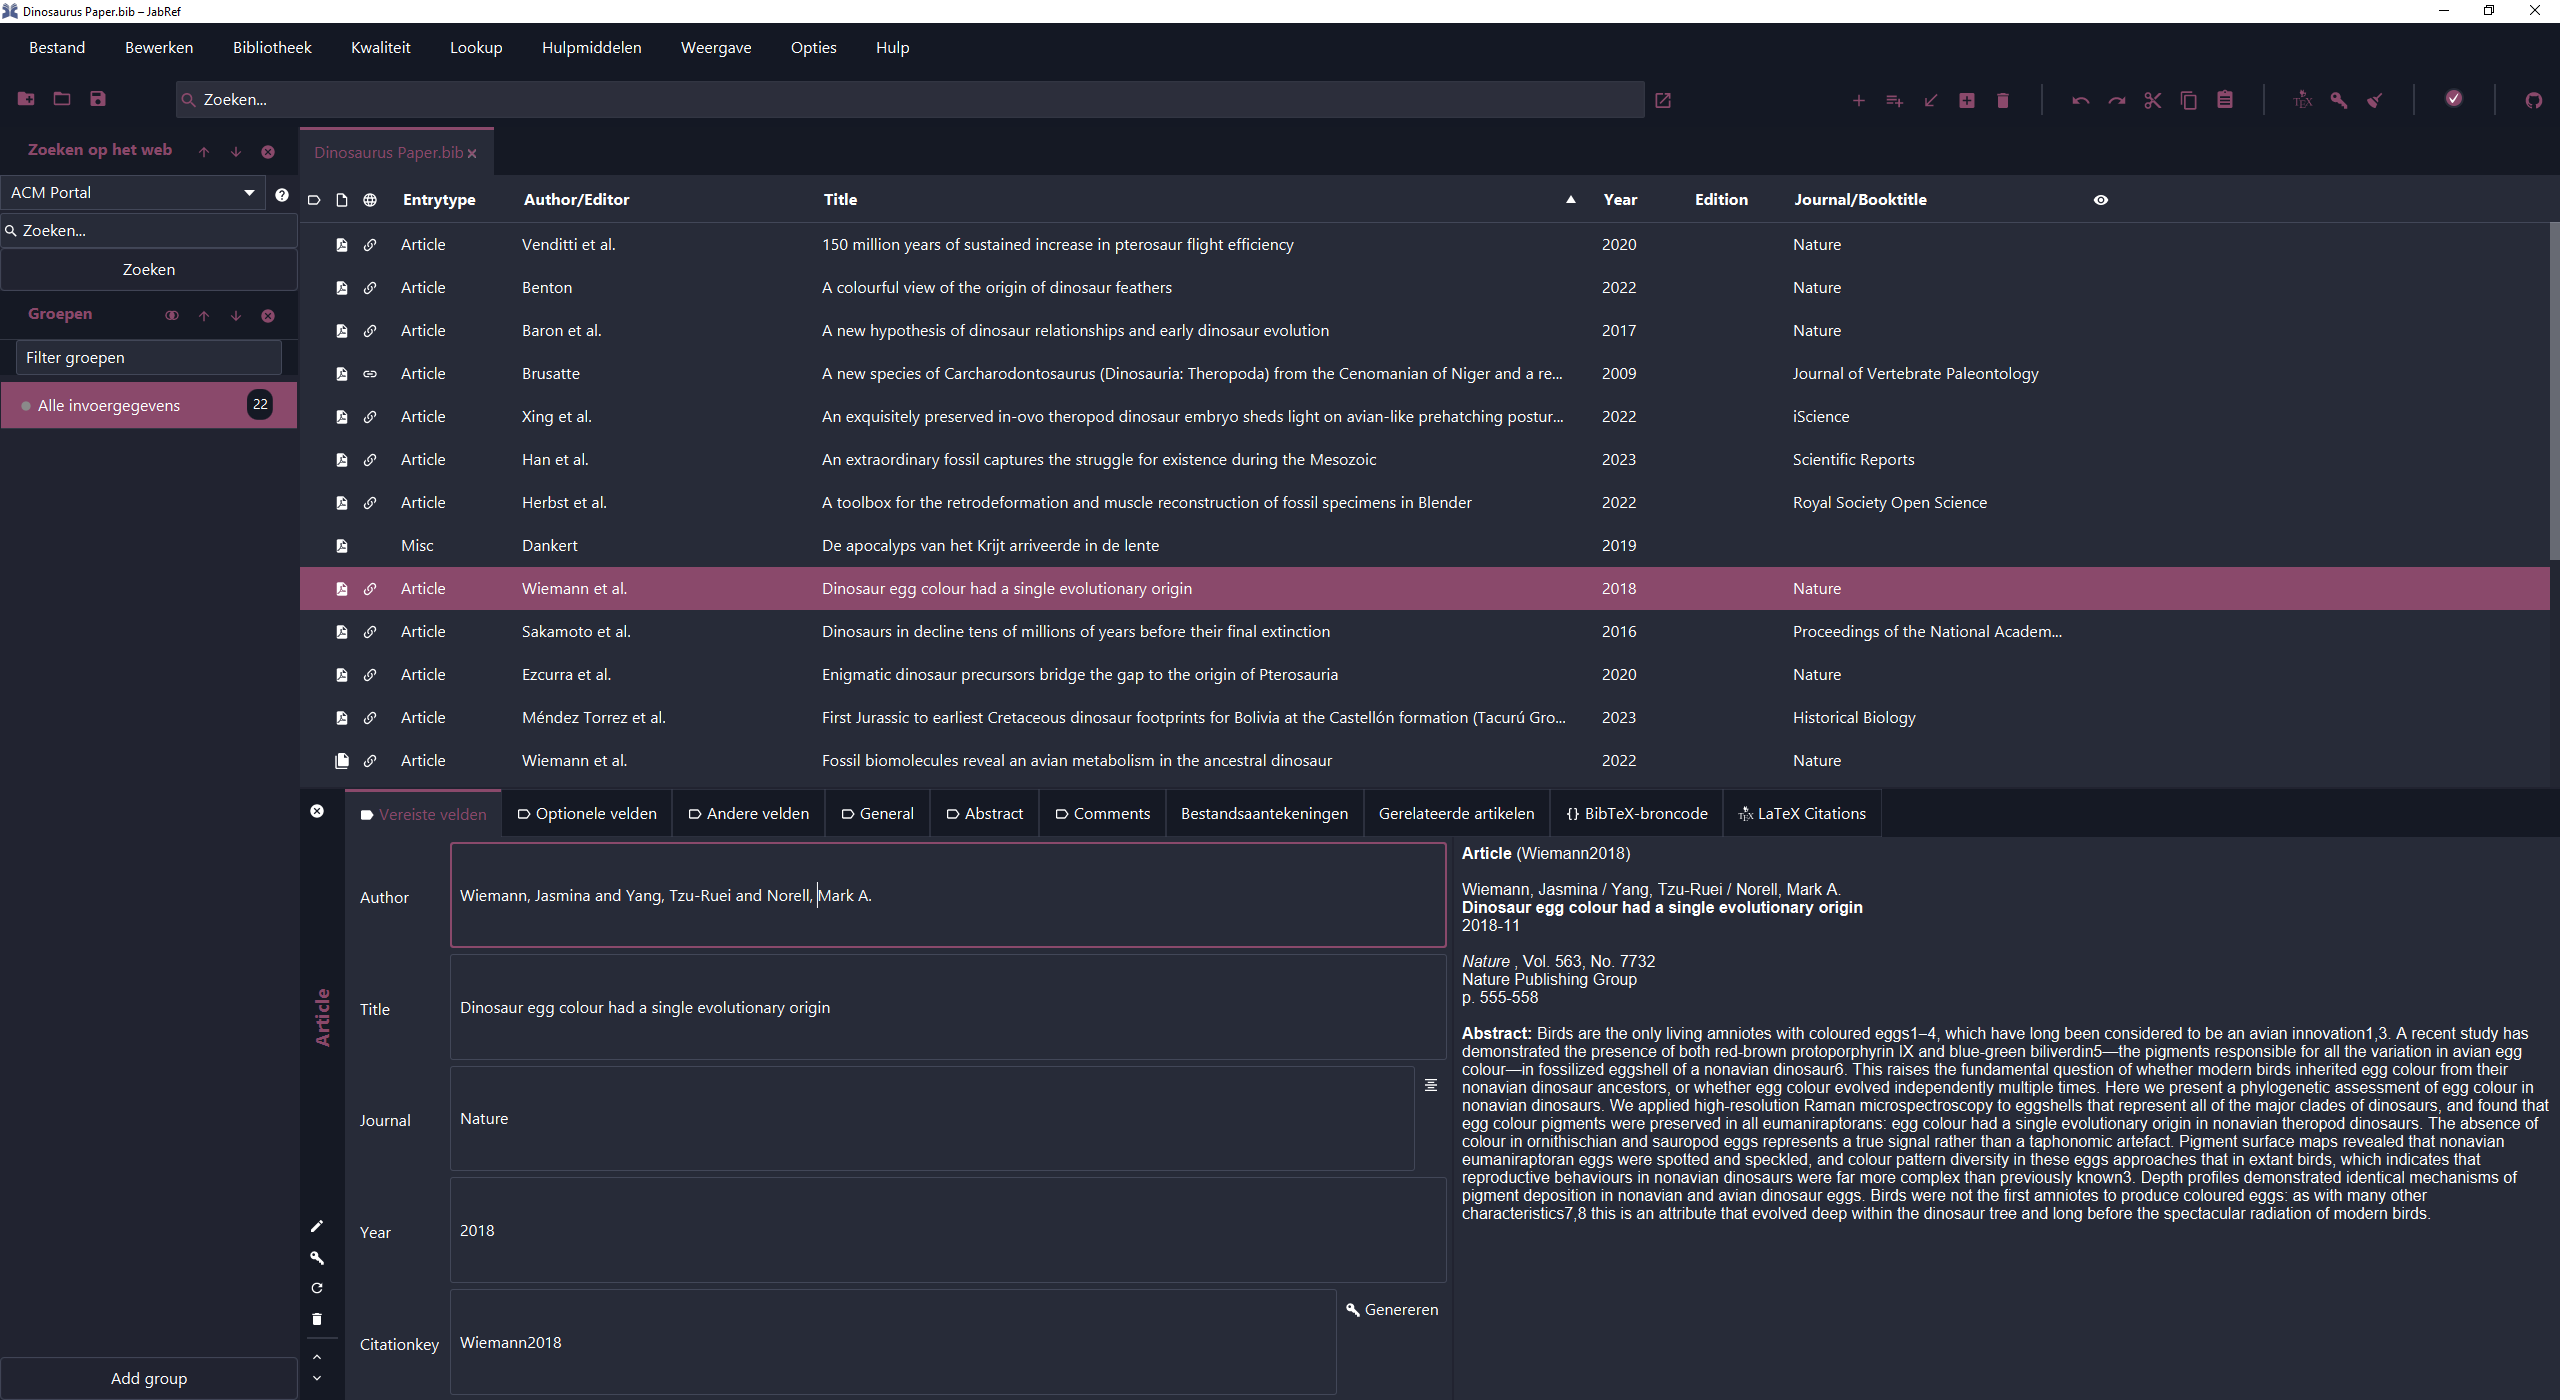 Dinosaurus Paper.bib – JabRef
Bestand Bewerken Bibliotheek Kwaliteit Lookup Hulpmiddelen Weergave Opties Hulp
Zoeken...
Zoeken op het web
ACM Portal
Zoeken...
Zoeken
Groepen
Filter groepen
Alle invoergegevens 22
Add group
Dinosaurus Paper.bib
Entrytype Author/Editor Title Year Edition Journal/Booktitle
Article Venditti et al. 150 million years of sustained increase in pterosaur flight efficiency 2020 Nature
Article Benton A colourful view of the origin of dinosaur feathers 2022 Nature
Article Baron et al. A new hypothesis of dinosaur relationships and early dinosaur evolution 2017 Nature
Article Brusatte A new species of Carcharodontosaurus (Dinosauria: Theropoda) from the Cenomanian of Niger and a re... 2009 Journal of Vertebrate Paleontology
Article Xing et al. An exquisitely preserved in-ovo theropod dinosaur embryo sheds light on avian-like prehatching postur... 2022 iScience
Article Han et al. An extraordinary fossil captures the struggle for existence during the Mesozoic 2023 Scientific Reports
Article Herbst et al. A toolbox for the retrodeformation and muscle reconstruction of fossil specimens in Blender 2022 Royal Society Open Science
Misc Dankert De apocalyps van het Krijt arriveerde in de lente 2019
Article Wiemann et al. Dinosaur egg colour had a single evolutionary origin 2018 Nature
Article Sakamoto et al. Dinosaurs in decline tens of millions of years before their final extinction 2016 Proceedings of the National Academ...
Article Ezcurra et al. Enigmatic dinosaur precursors bridge the gap to the origin of Pterosauria 2020 Nature
Article Méndez Torrez et al. First Jurassic to earliest Cretaceous dinosaur footprints for Bolivia at the Castellón formation (Tacurú Gro... 2023 Historical Biology
Article Wiemann et al. Fossil biomolecules reveal an avian metabolism in the ancestral dinosaur 2022 Nature
Vereiste velden Optionele velden Andere velden General Abstract Comments Bestandsaantekeningen Gerelateerde artikelen {} BibTeX-broncode TEX LaTeX Citations
Article
Author Wiemann, Jasmina and Yang, Tzu-Ruei and Norell, Mark A.
Title Dinosaur egg colour had a single evolutionary origin
Journal Nature
Year 2018
Citationkey Wiemann2018 Genereren
Article (Wiemann2018)
Wiemann, Jasmina / Yang, Tzu-Ruei / Norell, Mark A.
Dinosaur egg colour had a single evolutionary origin
2018-11
Nature , Vol. 563, No. 7732
Nature Publishing Group
p. 555-558
Abstract: Birds are the only living amniotes with coloured eggs1–4, which have long been considered to be an avian innovation1,3. A recent study has
demonstrated the presence of both red-brown protoporphyrin IX and blue-green biliverdin5—the pigments responsible for all the variation in avian egg
colour—in fossilized eggshell of a nonavian dinosaur6. This raises the fundamental question of whether modern birds inherited egg colour from their
nonavian dinosaur ancestors, or whether egg colour evolved independently multiple times. Here we present a phylogenetic assessment of egg colour in
nonavian dinosaurs. We applied high-resolution Raman microspectroscopy to eggshells that represent all of the major clades of dinosaurs, and found that
egg colour pigments were preserved in all eumaniraptorans: egg colour had a single evolutionary origin in nonavian theropod dinosaurs. The absence of
colour in ornithischian and sauropod eggs represents a true signal rather than a taphonomic artefact. Pigment surface maps revealed that nonavian
eumaniraptoran eggs were spotted and speckled, and colour pattern diversity in these eggs approaches that in extant birds, which indicates that
reproductive behaviours in nonavian dinosaurs were far more complex than previously known3. Depth profiles demonstrated identical mechanisms of
pigment deposition in nonavian and avian dinosaur eggs. Birds were not the first amniotes to produce coloured eggs: as with many other
characteristics7,8 this is an attribute that evolved deep within the dinosaur tree and long before the spectacular radiation of modern birds.